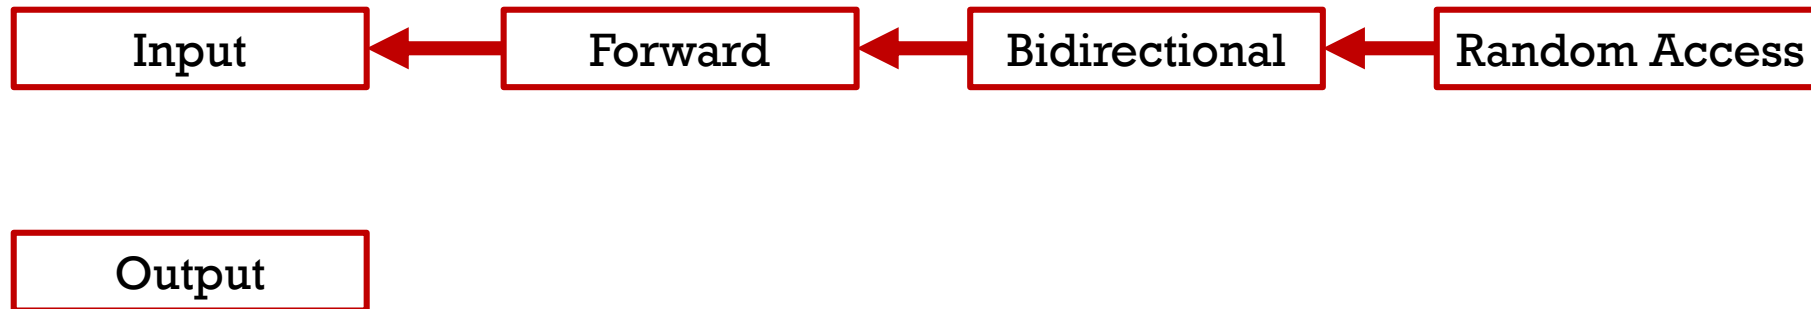 Input
Forward
Bidirectional
Random Access
Output